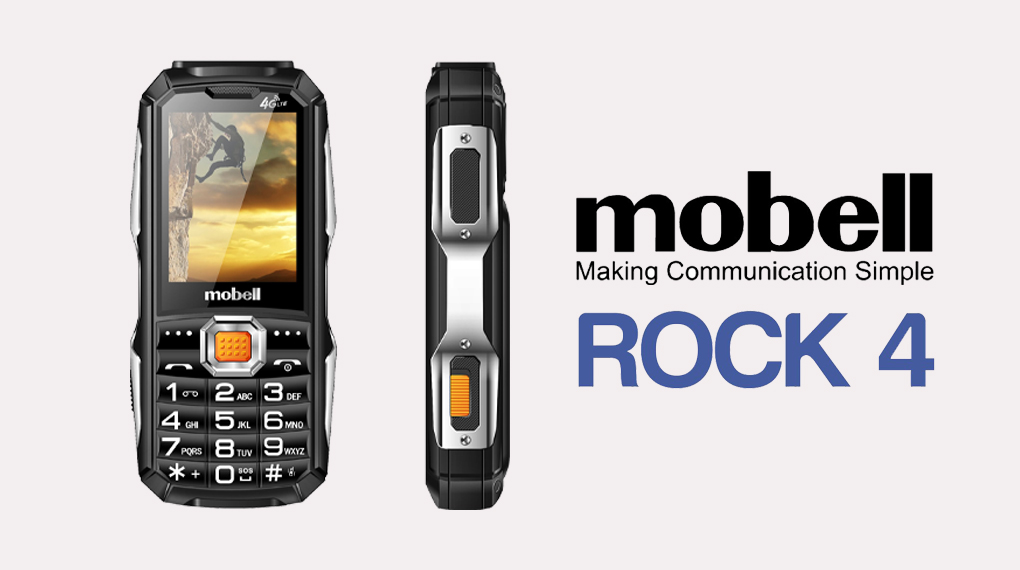 4G LTE
mobell
1
2 ABC
3 DEF
4 GHI
5 JKL
6 MNO
7 PQRS
8 TUV
9 WXYZ
* +
0 SOS
#
mobell
Making Communication Simple
ROCK 4